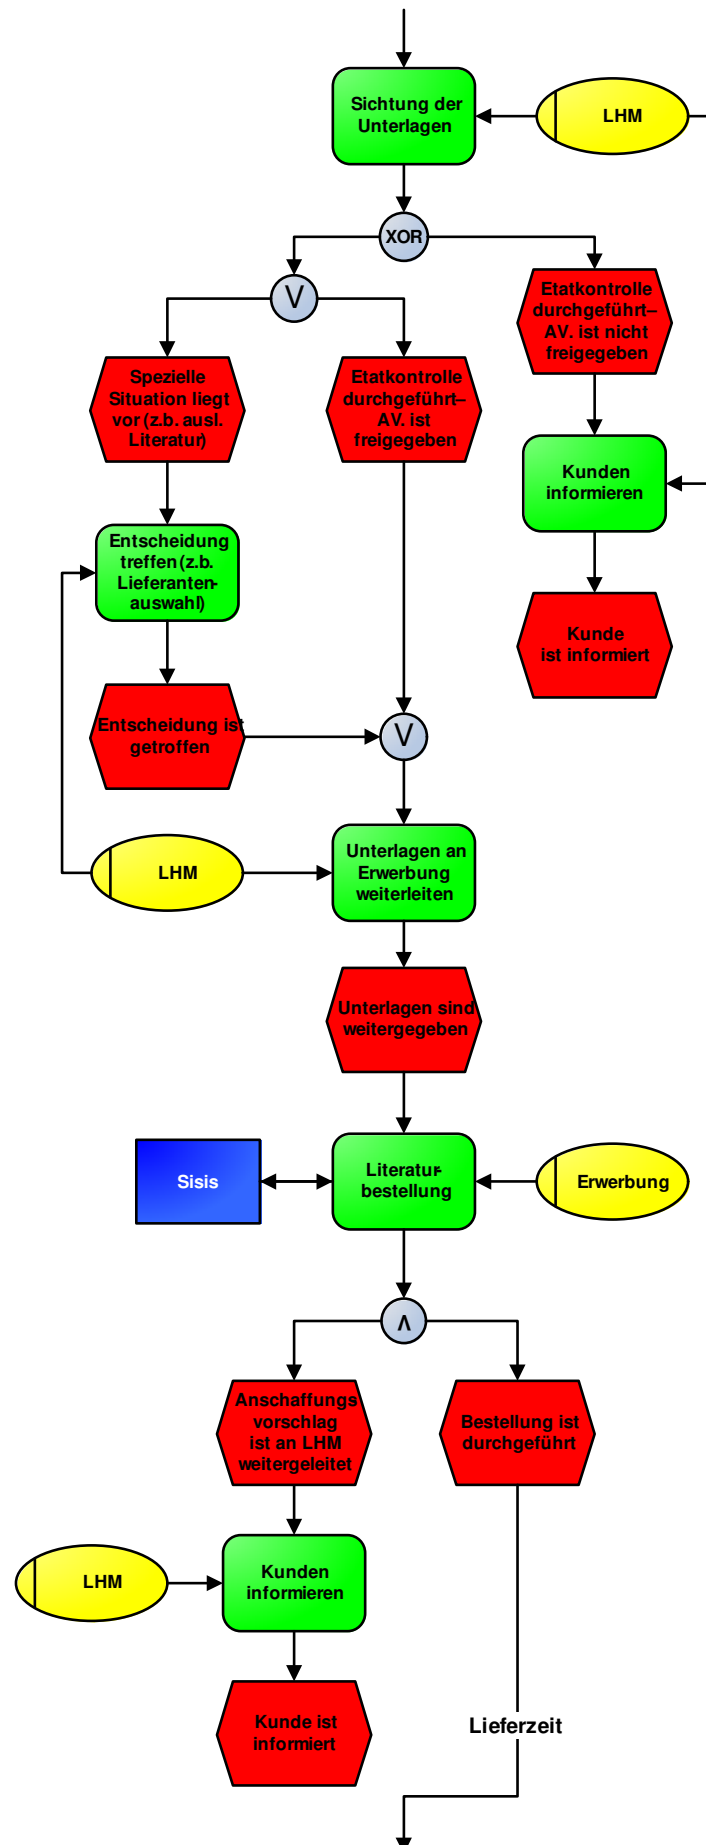 Sichtung der
Unterlagen
LHM
XOR
V
Etatkontrolle
durchgeführt–
AV. ist nicht
freigegeben
Spezielle
Situation liegt
vor (z.b. ausl.
Literatur)
Etatkontrolle
durchgeführt–
AV. ist
freigegeben
Kunden
informieren
Entscheidung
treffen (z.b.
Lieferanten-
auswahl)
Kunde
ist informiert
Entscheidung ist
getroffen
V
LHM
Unterlagen an
Erwerbung
weiterleiten
Unterlagen sind
weitergegeben
Sisis
Literatur-
bestellung
Erwerbung
∧
Anschaffungs
vorschlag
ist an LHM
weitergeleitet
Bestellung ist
durchgeführt
LHM
Kunden
informieren
Kunde ist
informiert
Lieferzeit